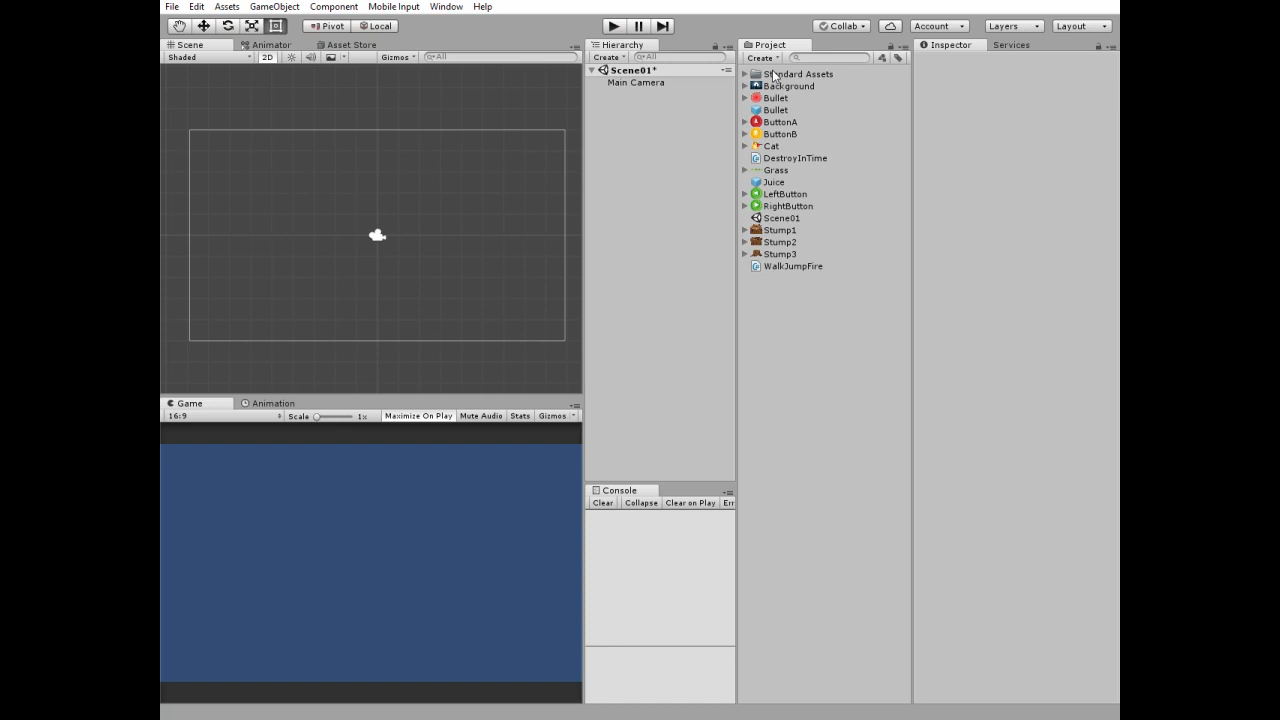 File Edit Assets GameObject Component Mobile Input Window Help
Pivot Local Collab Account Layers Layout
Scene Animator Asset Store
Shaded 2D Gizmos All
Hierarchy
Create All
Scene01*
Main Camera
Project
Create
Standard Assets
Background
Bullet
Bullet
ButtonA
ButtonB
Cat
DestroyInTime
Grass
Juice
LeftButton
RightButton
Scene01
Stump1
Stump2
Stump3
WalkJumpFire
Inspector Services
Game Animation
16:9 Scale 1x Maximize On Play Mute Audio Stats Gizmos
Console
Clear Collapse Clear on Play Err